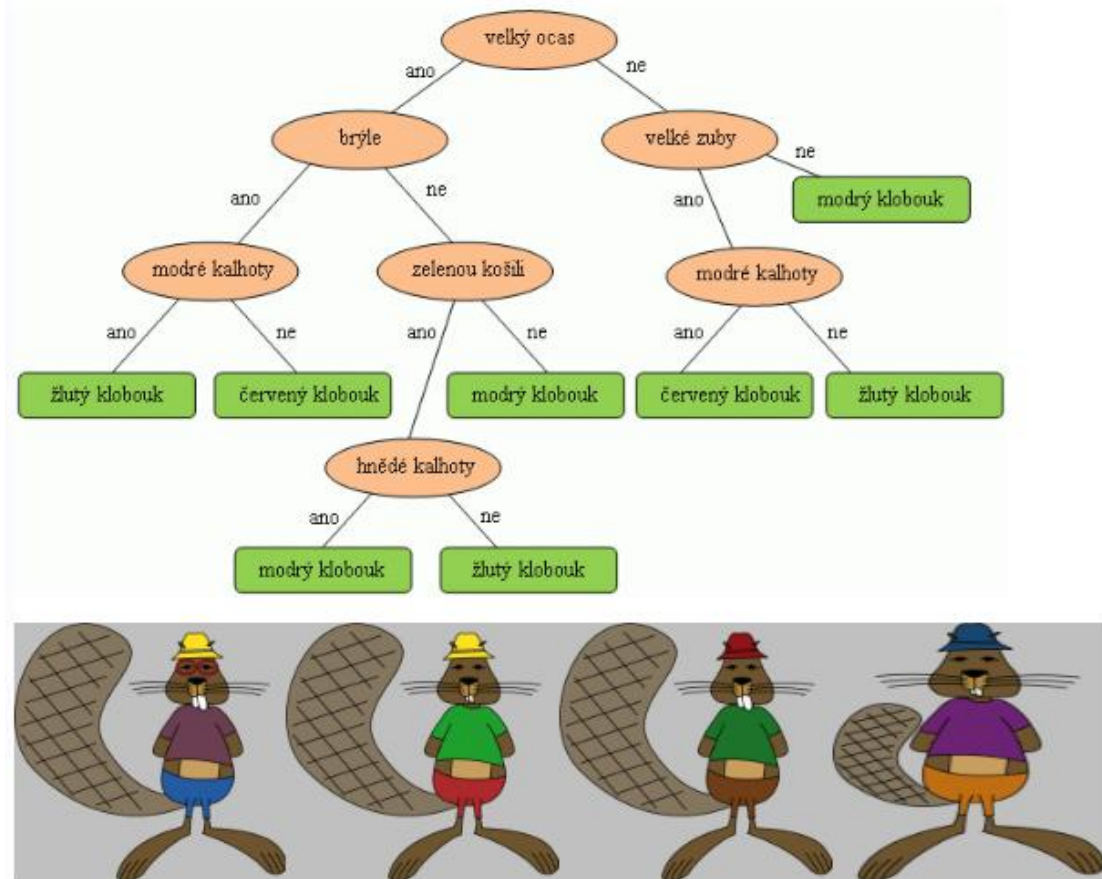 velký ocas
ano
ne
brýle
velké zuby
ne
modrý klobouk
ano
ne
ano
modré kalhoty
zelenou košili
modré kalhoty
ano
ne
ano
ne
ano
ne
žlutý klobouk
červený klobouk
modrý klobouk
červený klobouk
žlutý klobouk
hnědé kalhoty
ano
ne
modrý klobouk
žlutý klobouk